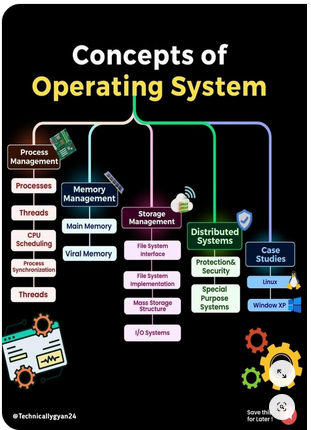 Concepts of
Operating System
Process
Management
Processes
Threads
CPU
Scheduling
Process
Synchronization
Threads
Memory
Management
Main Memory
Viral Memory
Storage
Management
File System
Interface
File System
Implementation
Mass Storage
Structure
I/O Systems
Distributed
Systems
Protection&
Security
Special
Purpose
Systems
Case
Studies
Linux
Window XP
@Technicallygyan24
Save this
for Later !